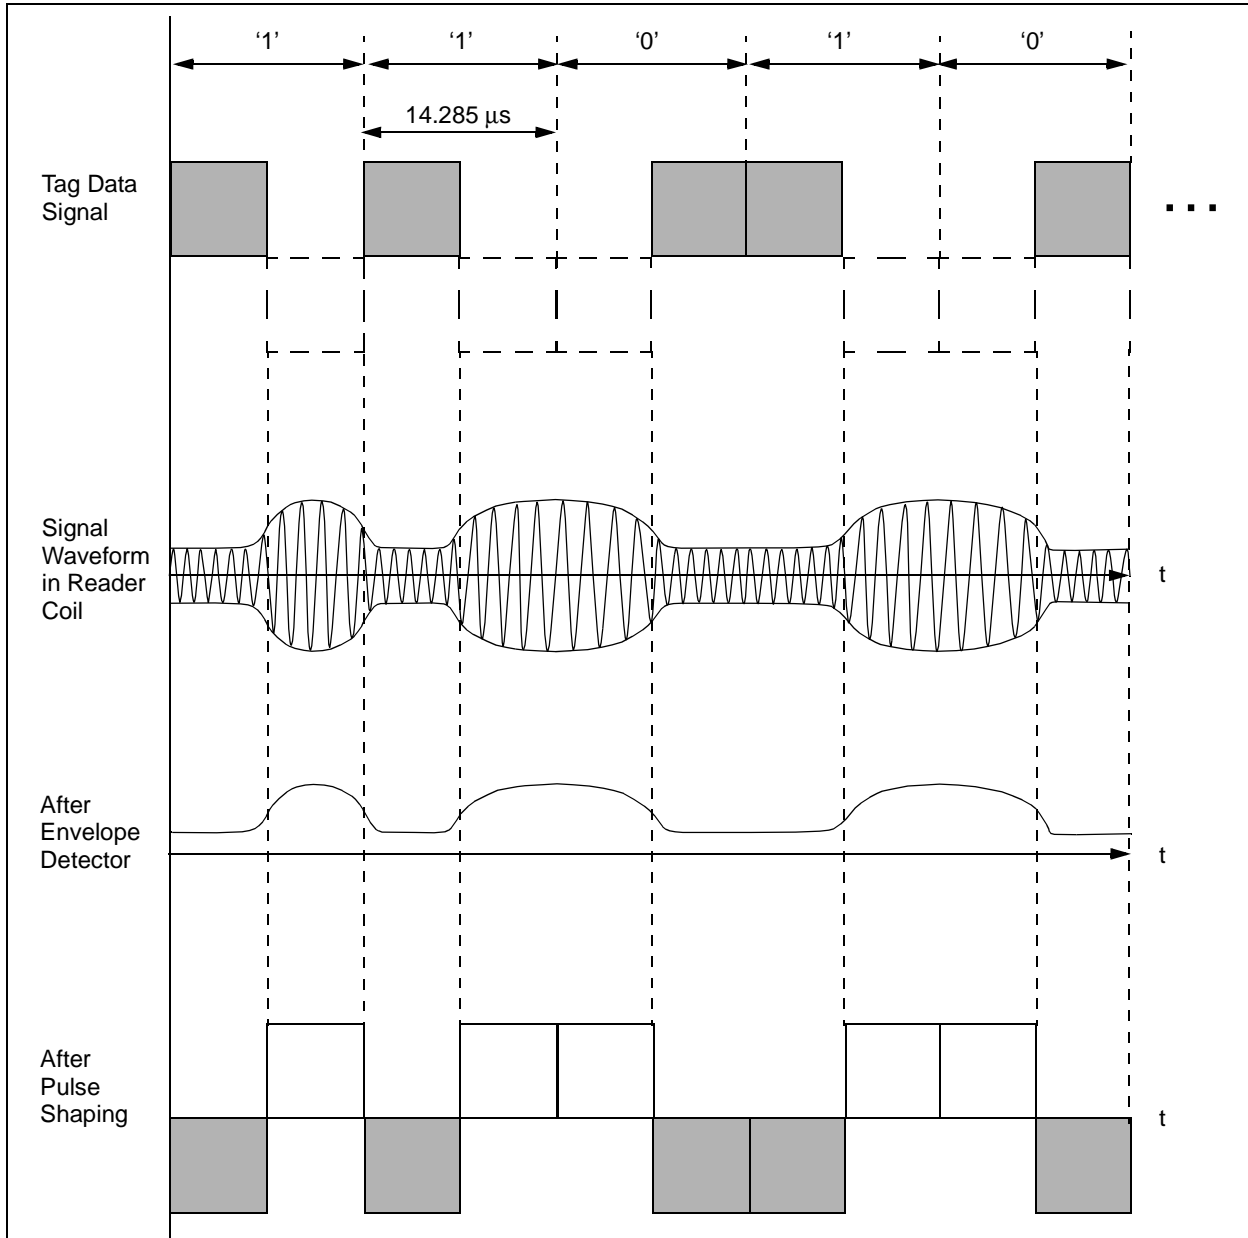 ‘1’ ‘1’ ‘0’ ‘1’ ‘0’
14.285 μs
Tag Data
Signal
. . .
Signal
Waveform
in Reader
Coil
t
After
Envelope
Detector
t
After
Pulse
Shaping
t